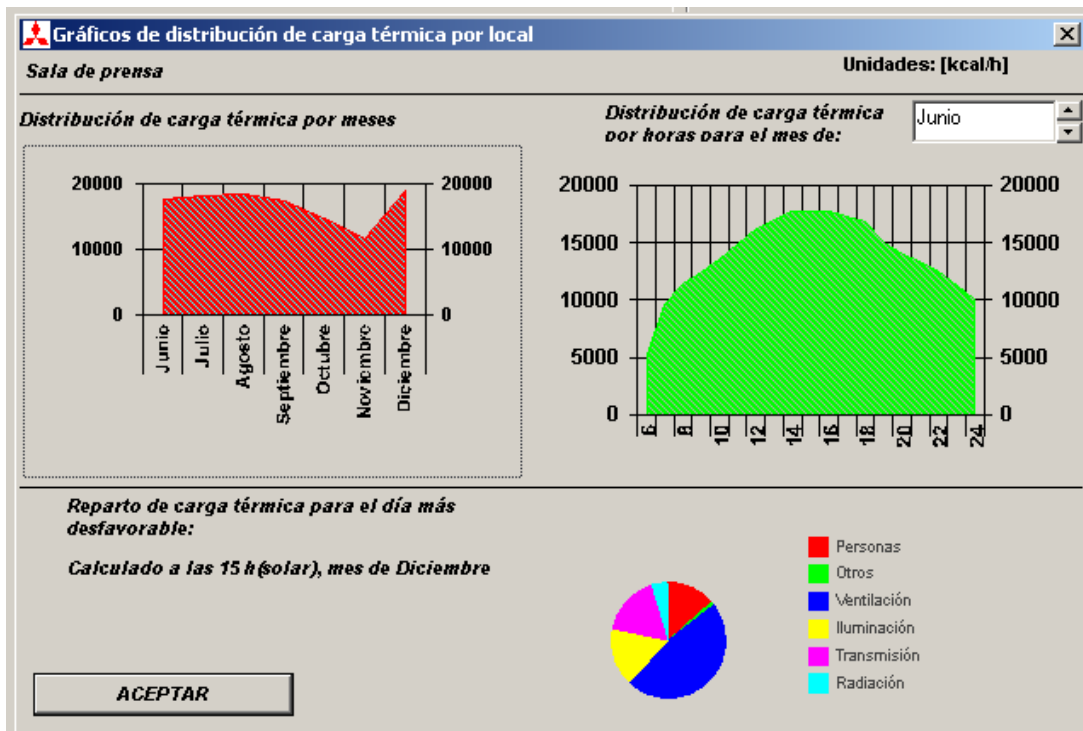 Gráficos de distribución de carga térmica por local
Sala de prensa
Unidades: [kcal/h]
Distribución de carga térmica por meses
Distribución de carga térmica
por horas para el mes de:
Junio
20000
10000
0
20000
10000
0
Junio
Julio
Agosto
Septiembre
Octubre
Noviembre
Diciembre
20000
15000
10000
5000
0
20000
15000
10000
5000
0
6
8
10
12
14
16
18
20
22
24
Reparto de carga térmica para el día más
desfavorable:
Calculado a las 15 h(solar), mes de Diciembre
Personas
Otros
Ventilación
Iluminación
Transmisión
Radiación
ACEPTAR